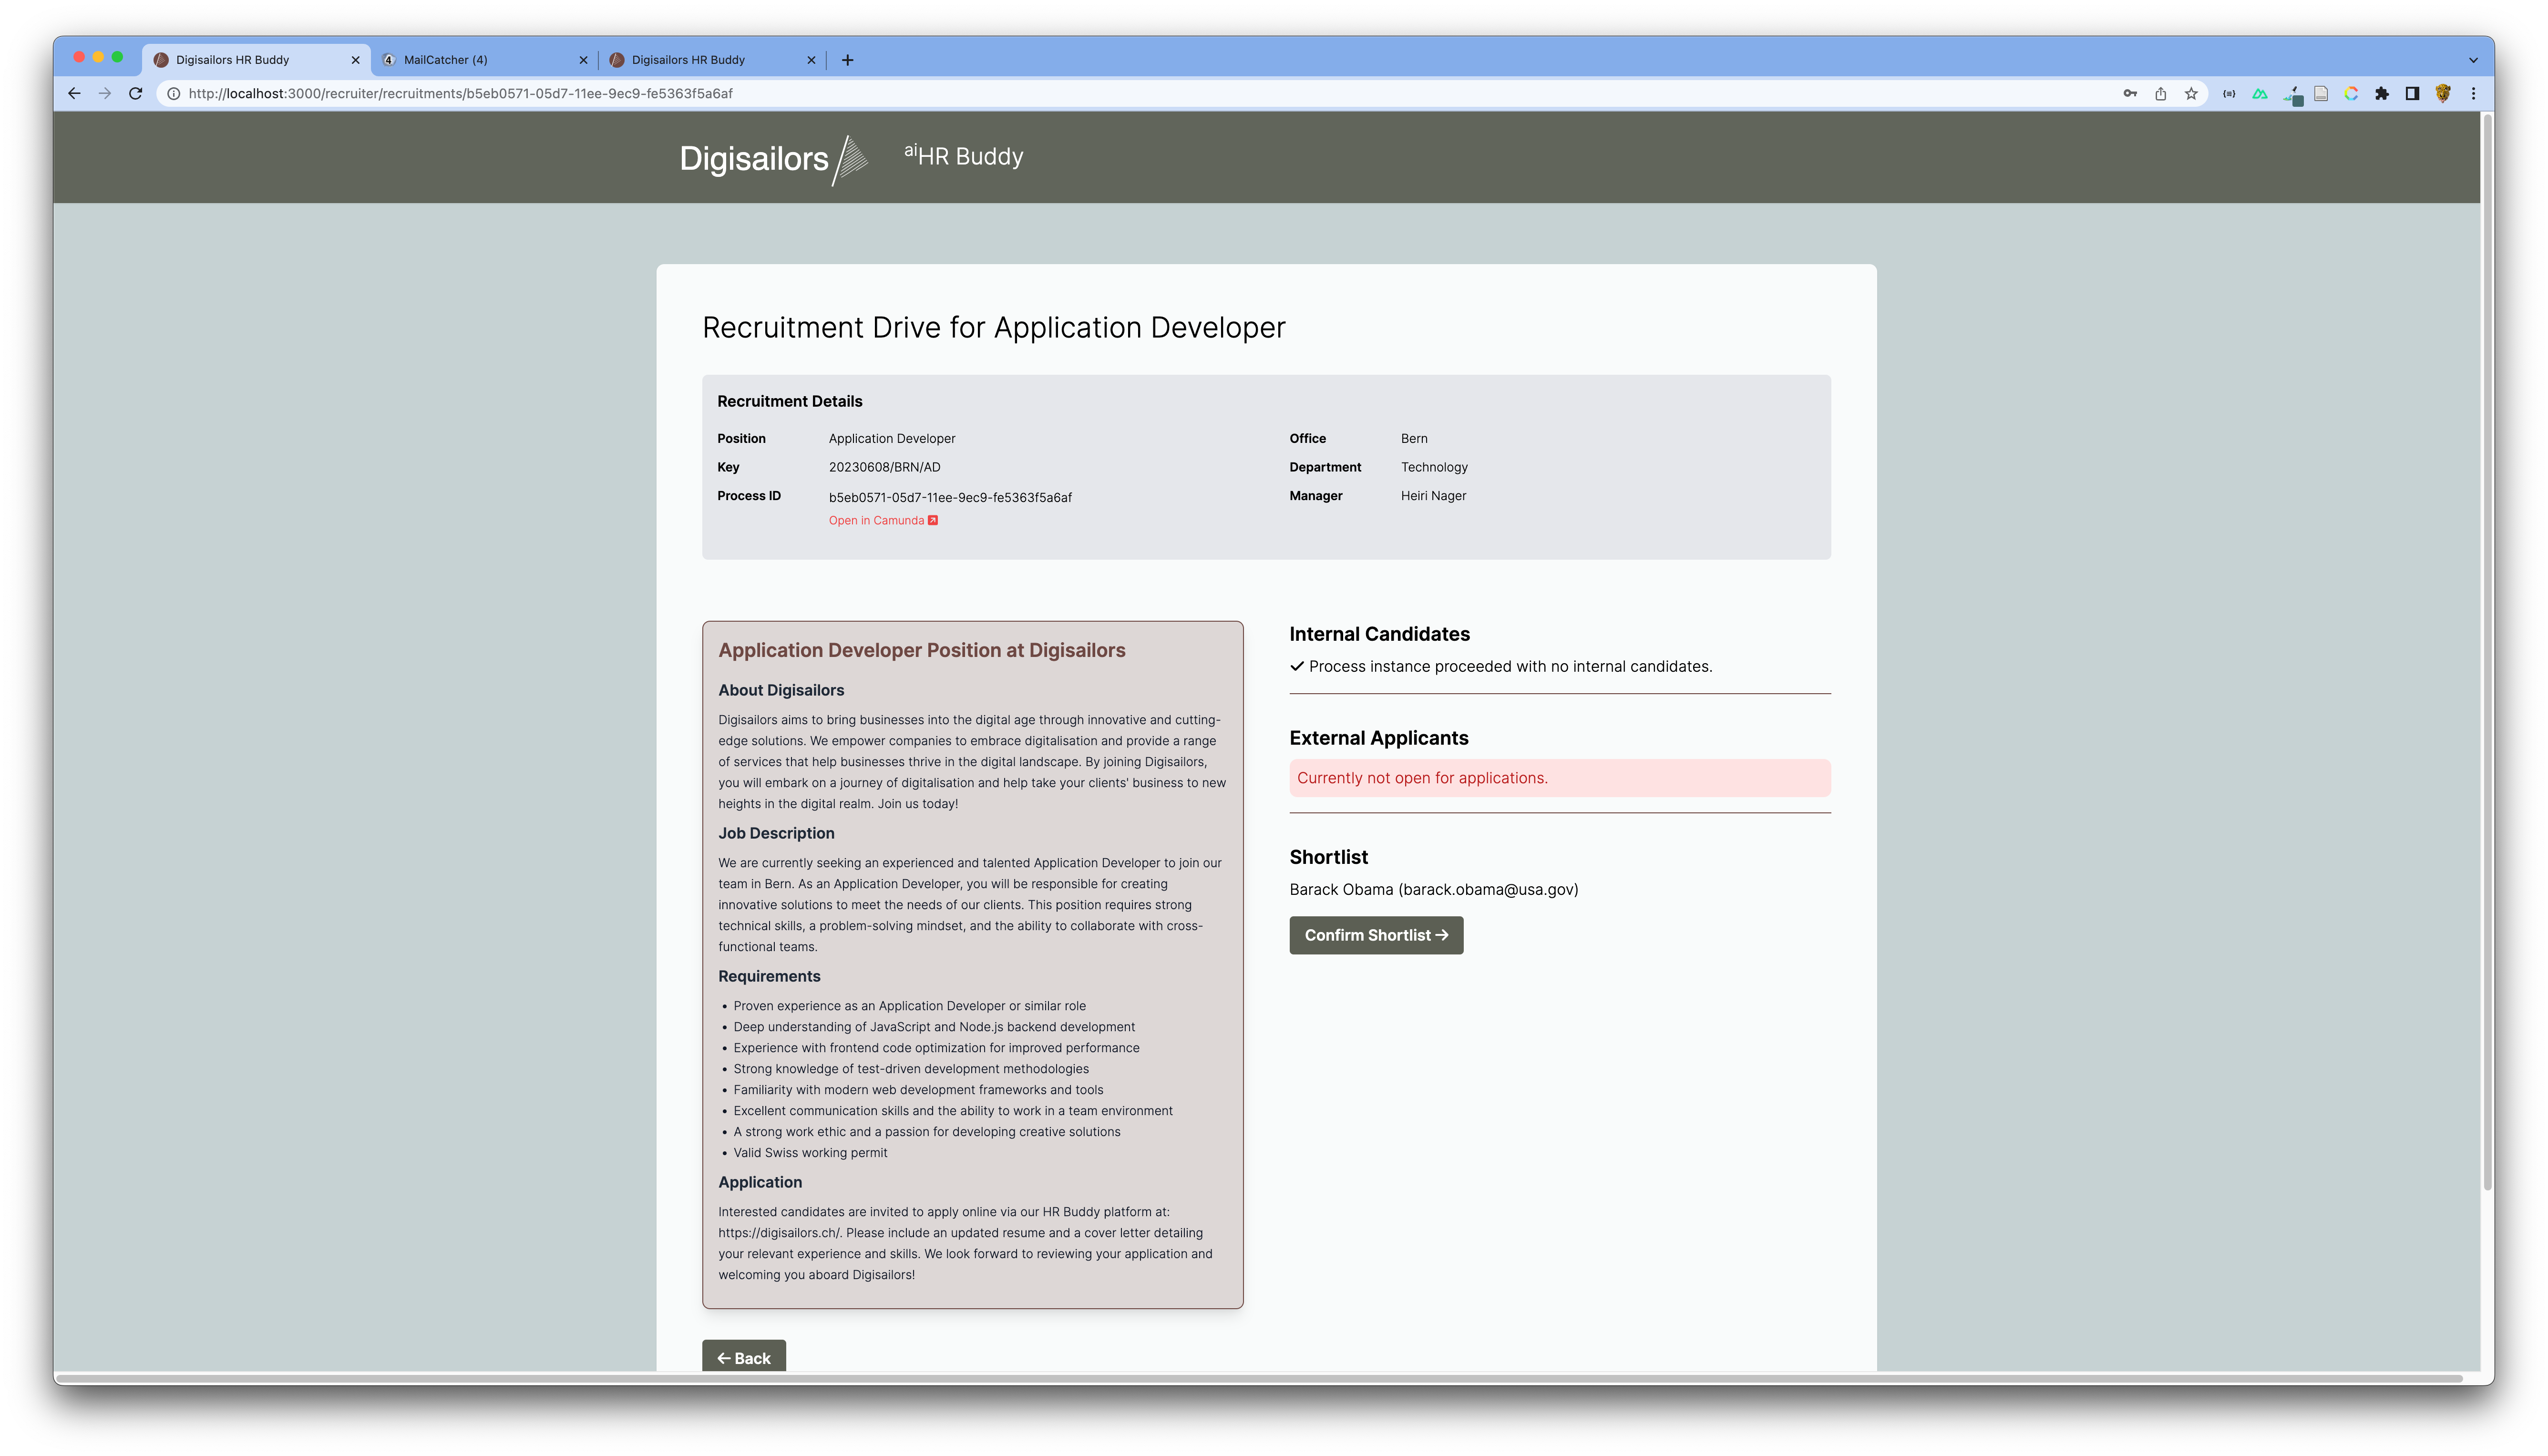 Digisailors HR Buddy
4 MailCatcher (4)
Digisailors HR Buddy
http://localhost:3000/recruiter/recruitments/b5eb0571-05d7-11ee-9ec9-fe5363f5a6af
Digisailors
aiHR Buddy
Recruitment Drive for Application Developer
Recruitment Details
Position Application Developer
Office Bern
Key 20230608/BRN/AD
Department Technology
Process ID b5eb0571-05d7-11ee-9ec9-fe5363f5a6af
Manager Heiri Nager
Open in Camunda
Application Developer Position at Digisailors
About Digisailors
Digisailors aims to bring businesses into the digital age through innovative and cutting-
edge solutions. We empower companies to embrace digitalisation and provide a range
of services that help businesses thrive in the digital landscape. By joining Digisailors,
you will embark on a journey of digitalisation and help take your clients' business to new
heights in the digital realm. Join us today!
Job Description
We are currently seeking an experienced and talented Application Developer to join our
team in Bern. As an Application Developer, you will be responsible for creating
innovative solutions to meet the needs of our clients. This position requires strong
technical skills, a problem-solving mindset, and the ability to collaborate with cross-
functional teams.
Requirements
• Proven experience as an Application Developer or similar role
• Deep understanding of JavaScript and Node.js backend development
• Experience with frontend code optimization for improved performance
• Strong knowledge of test-driven development methodologies
• Familiarity with modern web development frameworks and tools
• Excellent communication skills and the ability to work in a team environment
• A strong work ethic and a passion for developing creative solutions
• Valid Swiss working permit
Application
Interested candidates are invited to apply online via our HR Buddy platform at:
https://digisailors.ch/. Please include an updated resume and a cover letter detailing
your relevant experience and skills. We look forward to reviewing your application and
welcoming you aboard Digisailors!
← Back
Internal Candidates
✓ Process instance proceeded with no internal candidates.
External Applicants
Currently not open for applications.
Shortlist
Barack Obama (barack.obama@usa.gov)
Confirm Shortlist →